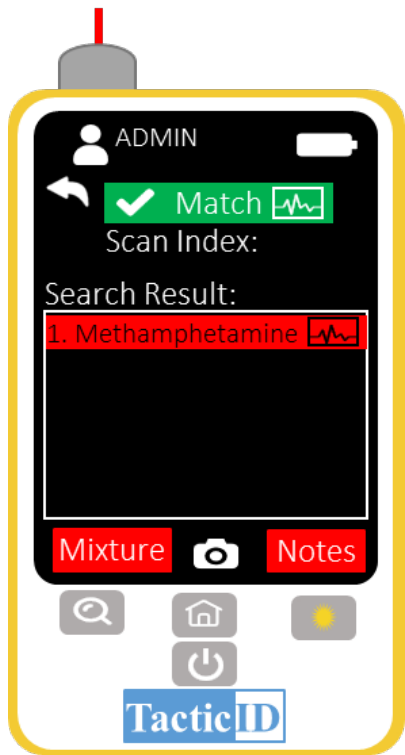 ADMIN
Match
Scan Index:
Search Result:
1. Methamphetamine
Mixture Notes
TacticID